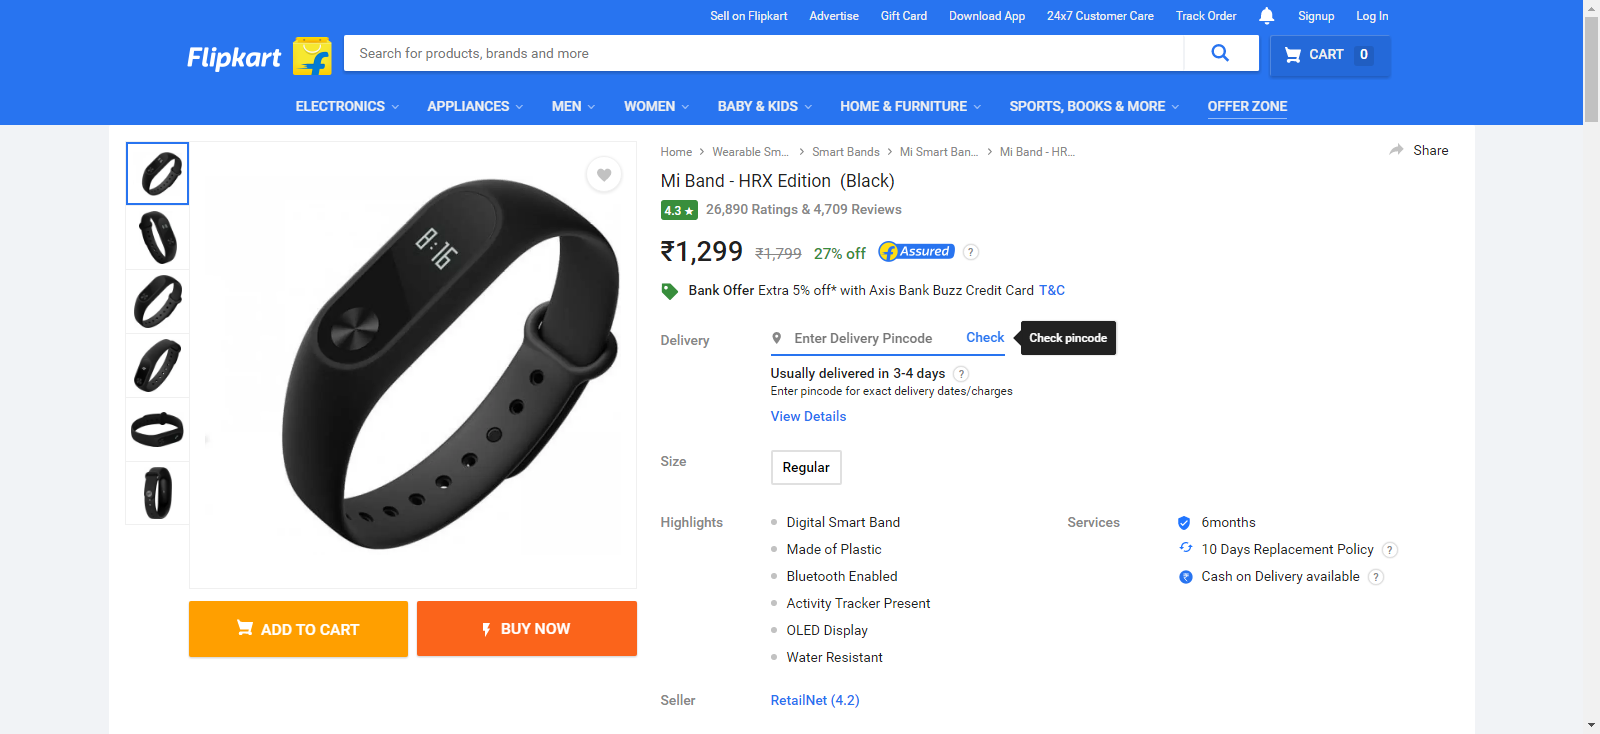 Sell on Flipkart Advertise Gift Card Download App 24x7 Customer Care Track Order Signup Log In
Flipkart Search for products, brands and more CART 0
ELECTRONICS APPLIANCES MEN WOMEN BABY & KIDS HOME & FURNITURE SPORTS, BOOKS & MORE OFFER ZONE
Home > Wearable Sm... > Smart Bands > Mi Smart Ban... > Mi Band - HR... Share
Mi Band - HRX Edition (Black)
4.3 ★ 26,890 Ratings & 4,709 Reviews
₹1,299 ₹1,799 27% off Assured ?
Bank Offer Extra 5% off* with Axis Bank Buzz Credit Card T&C
8:16
Delivery Enter Delivery Pincode Check Check pincode
Usually delivered in 3-4 days ?
Enter pincode for exact delivery dates/charges
View Details
Size Regular
Highlights
Digital Smart Band
Made of Plastic
Bluetooth Enabled
Activity Tracker Present
OLED Display
Water Resistant
Services
6months
10 Days Replacement Policy ?
Cash on Delivery available ?
ADD TO CART BUY NOW
Seller RetailNet (4.2)